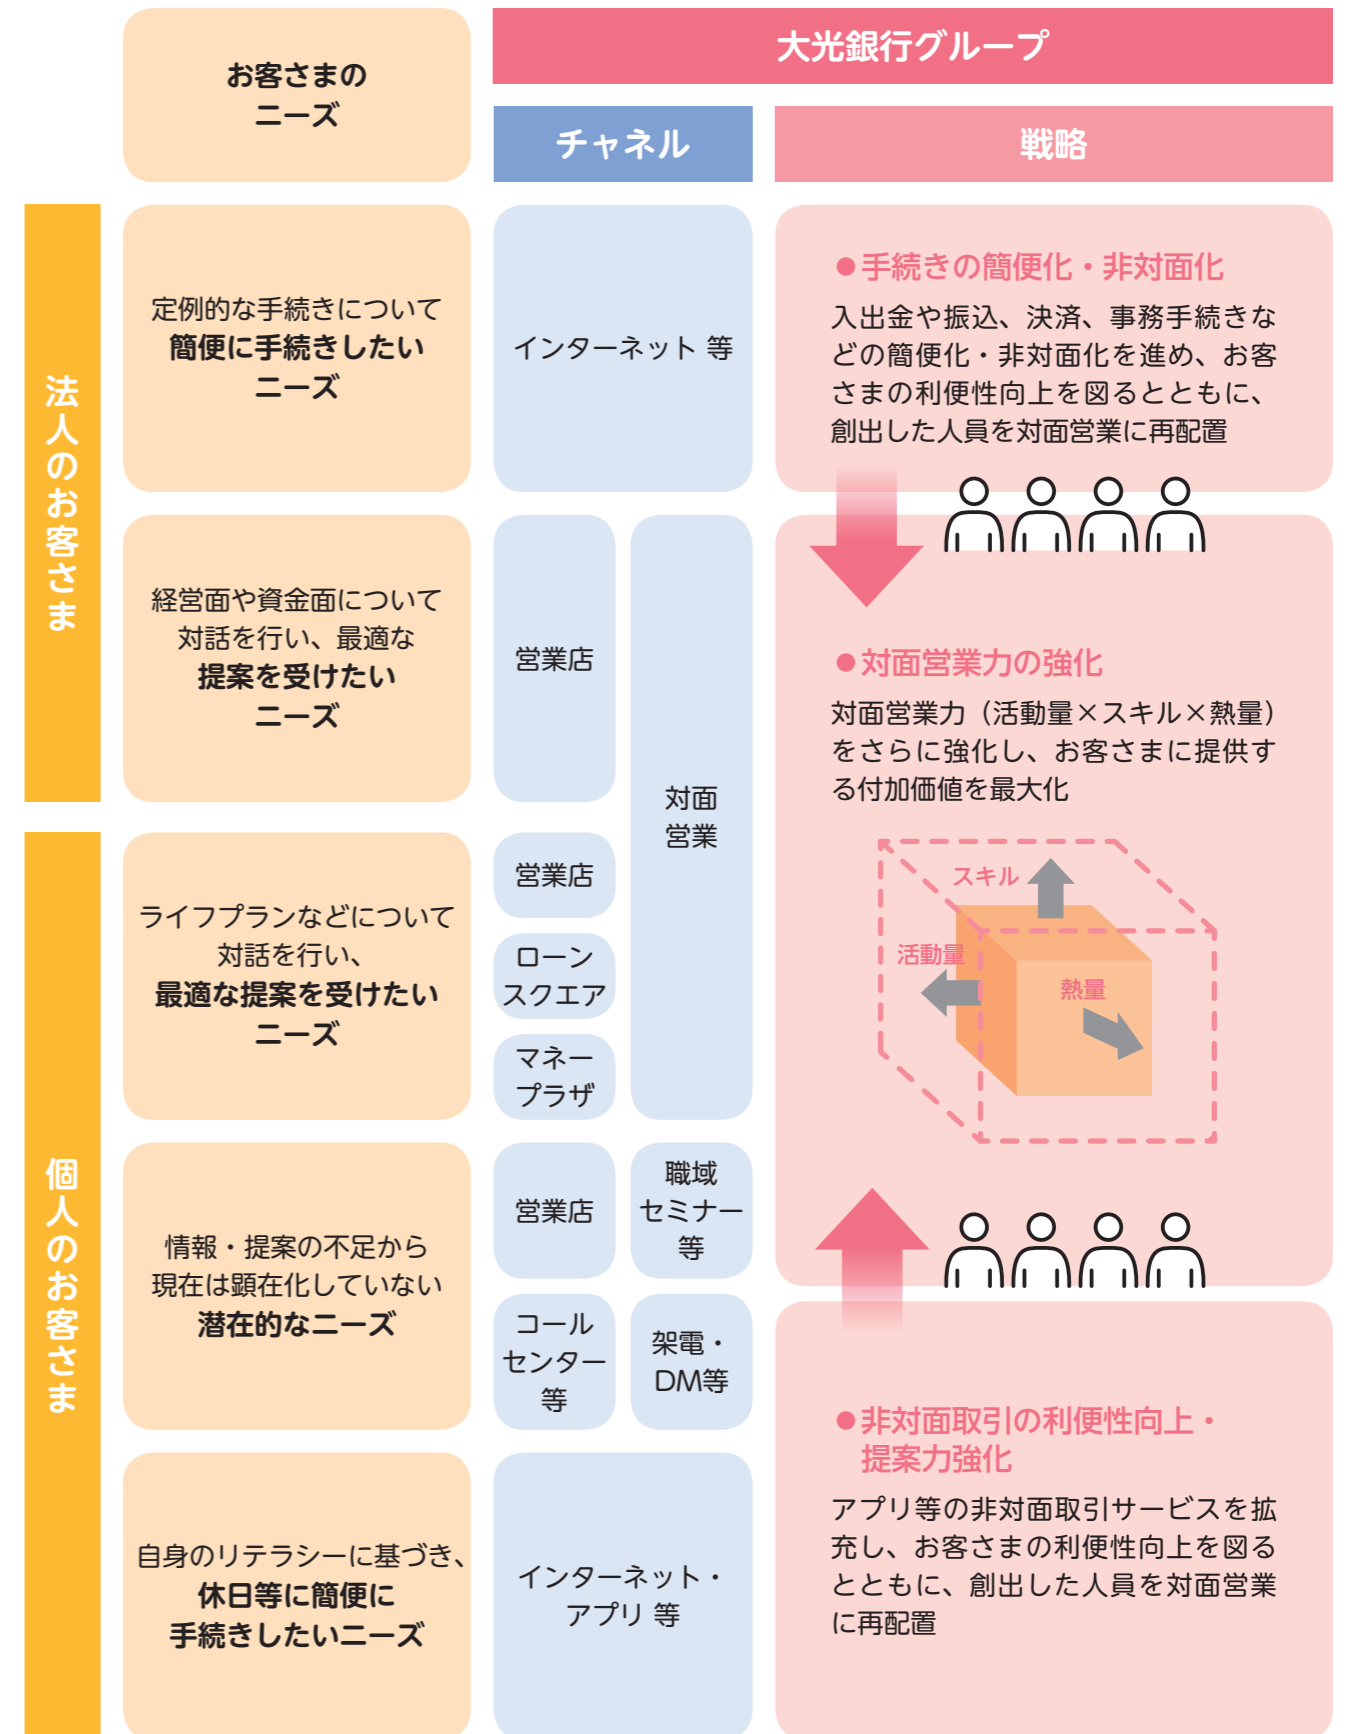 お客さまの
ニーズ
大光銀行グループ
チャネル
戦略
法人のお客さま
定例的な手続きについて
簡便に手続きしたい
ニーズ
インターネット 等
●手続きの簡便化・非対面化
入出金や振込、決済、事務手続きな
どの簡便化・非対面化を進め、お客
さまの利便性向上を図るとともに、
創出した人員を対面営業に再配置
経営面や資金面について
対話を行い、最適な
提案を受けたい
ニーズ
営業店
対面
営業
●対面営業力の強化
対面営業力（活動量×スキル×熱量）
をさらに強化し、お客さまに提供す
る付加価値を最大化
スキル
活動量
熱量
個人のお客さま
ライフプランなどについて
対話を行い、
最適な提案を受けたい
ニーズ
営業店
ローン
スクエア
マネー
プラザ
情報・提案の不足から
現在は顕在化していない
潜在的なニーズ
営業店
職域
セミナー
等
コール
センター
等
架電・
DM等
●非対面取引の利便性向上・
提案力強化
アプリ等の非対面取引サービスを拡
充し、お客さまの利便性向上を図る
とともに、創出した人員を対面営業
に再配置
自身のリテラシーに基づき、
休日等に簡便に
手続きしたいニーズ
インターネット・
アプリ 等